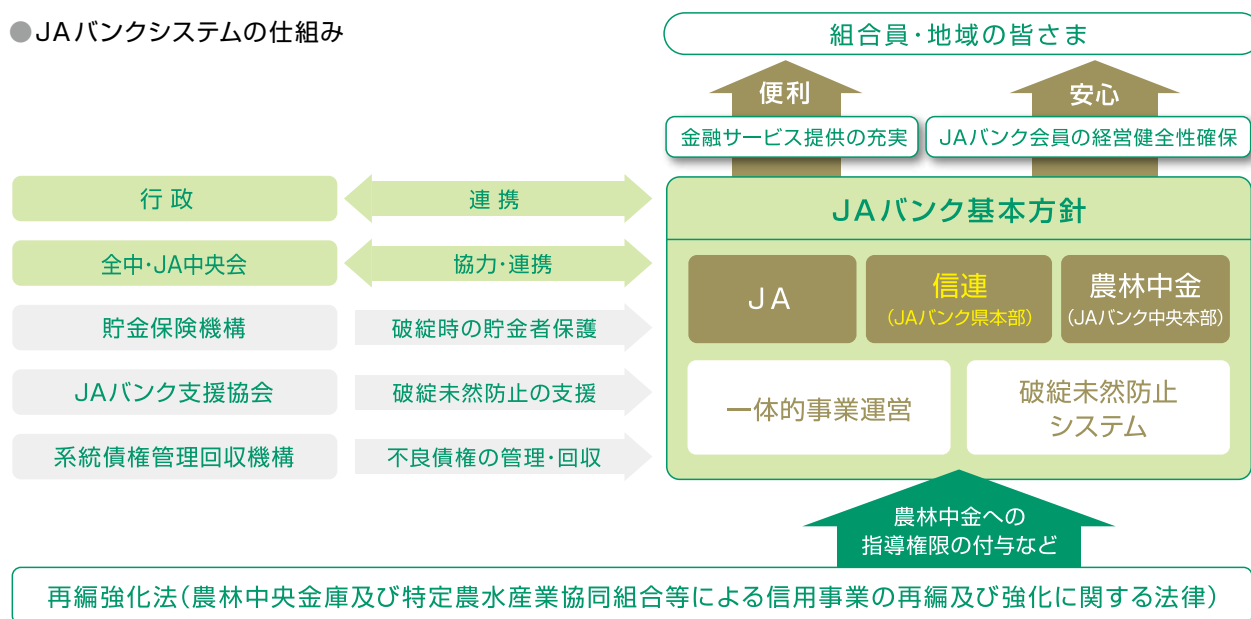 ●JAバンクシステムの仕組み
組合員・地域の皆さま
便利
安心
金融サービス提供の充実
JAバンク会員の経営健全性確保
行政
連携
全中・JA中央会
協力・連携
貯金保険機構
破綻時の貯金者保護
JAバンク支援協会
破綻未然防止の支援
系統債権管理回収機構
不良債権の管理・回収
JAバンク基本方針
JA
信連
（JAバンク県本部）
農林中金
（JAバンク中央本部）
一体的事業運営
破綻未然防止
システム
農林中金への
指導権限の付与など
再編強化法（農林中央金庫及び特定農水産業協同組合等による信用事業の再編及び強化に関する法律）